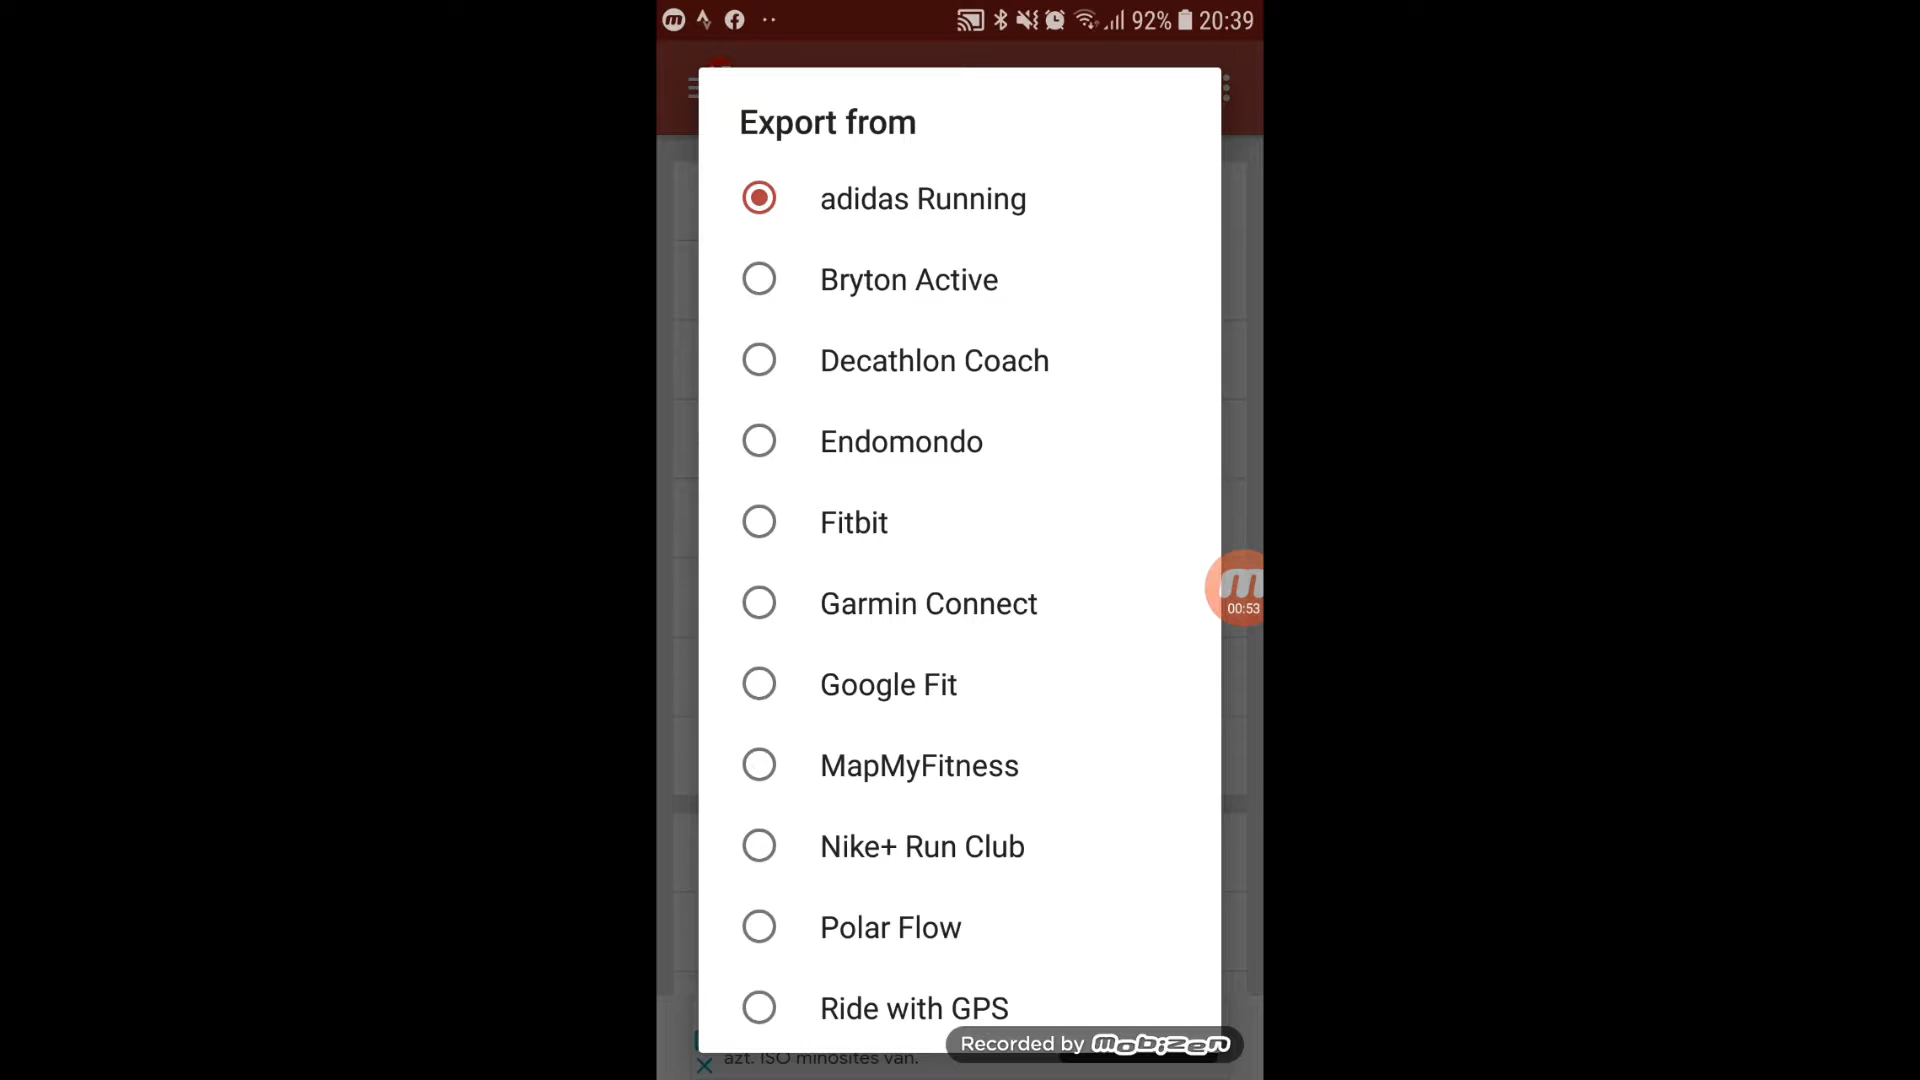 92% 20:39
Export from
adidas Running
Bryton Active
Decathlon Coach
Endomondo
Fitbit
Garmin Connect
00:53
Google Fit
MapMyFitness
Nike+ Run Club
Polar Flow
Ride with GPS
Recorded by mobizen
azt. ISO minősítés van.